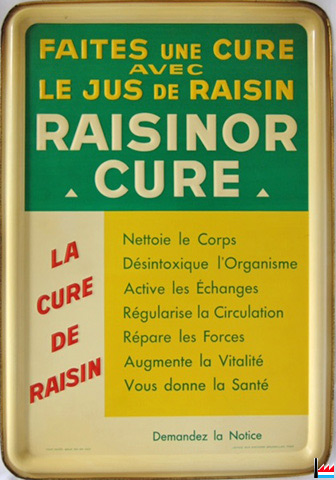 FAITES UNE CURE
AVEC
LE JUS DE RAISIN
RAISINOR
CURE
LA
CURE
DE
RAISIN
Nettoie le Corps
Désintoxique l'Organisme
Active les Échanges
Régularise la Circulation
Répare les Forces
Augmente la Vitalité
Vous donne la Santé
Demandez la Notice